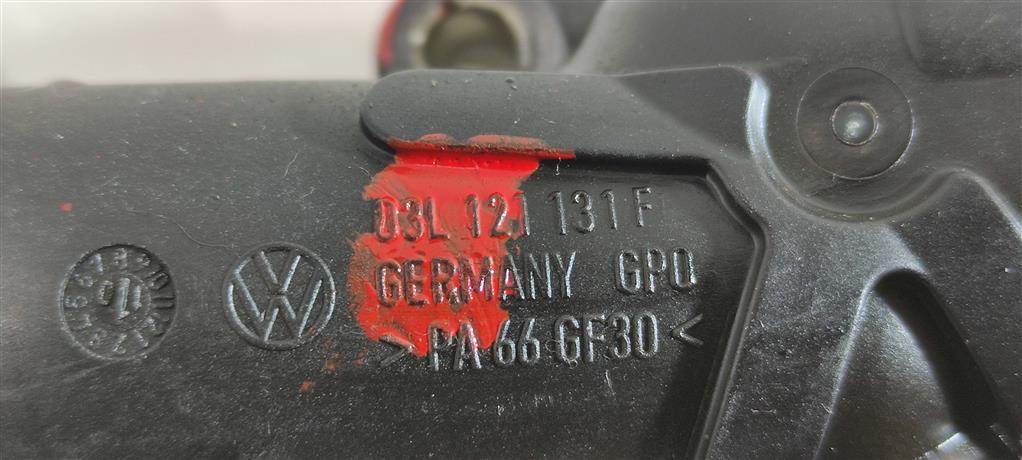 03L 121 131 F
GERMANY GPO
>PA 66 GF30<